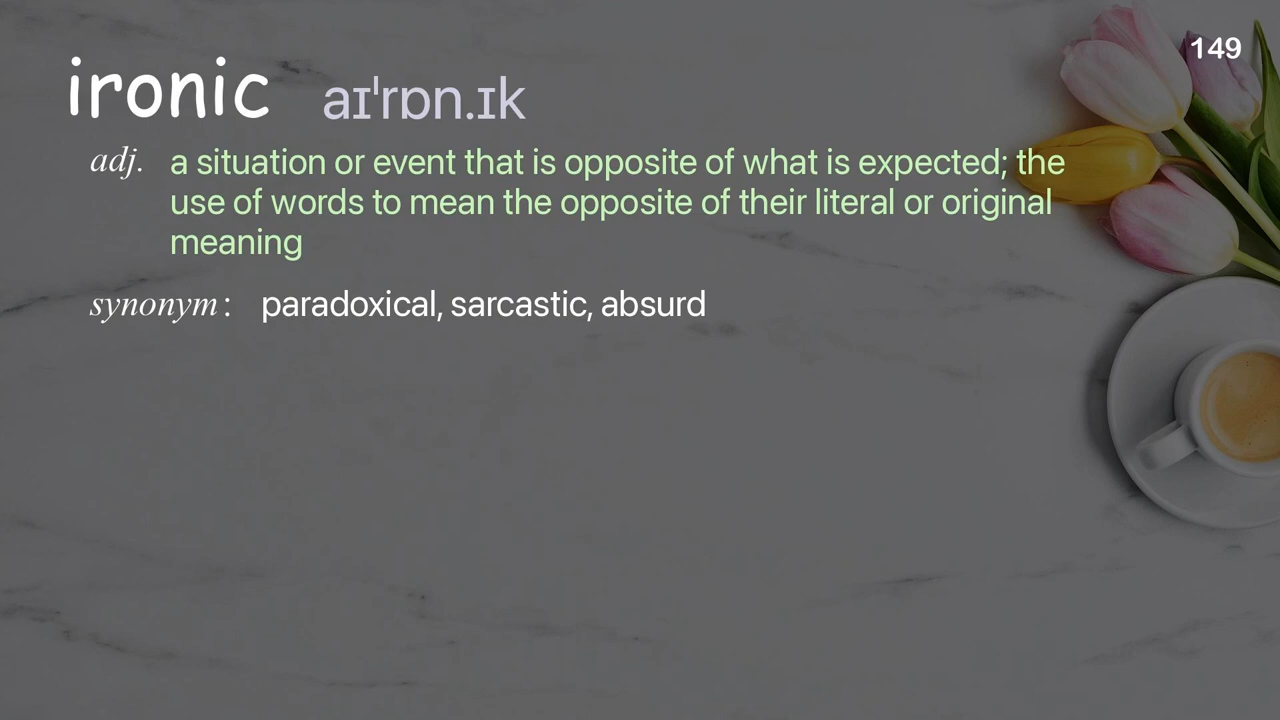 149
ironic aɪˈrɒn.ɪk
adj. a situation or event that is opposite of what is expected; the
use of words to mean the opposite of their literal or original
meaning
synonym : paradoxical, sarcastic, absurd